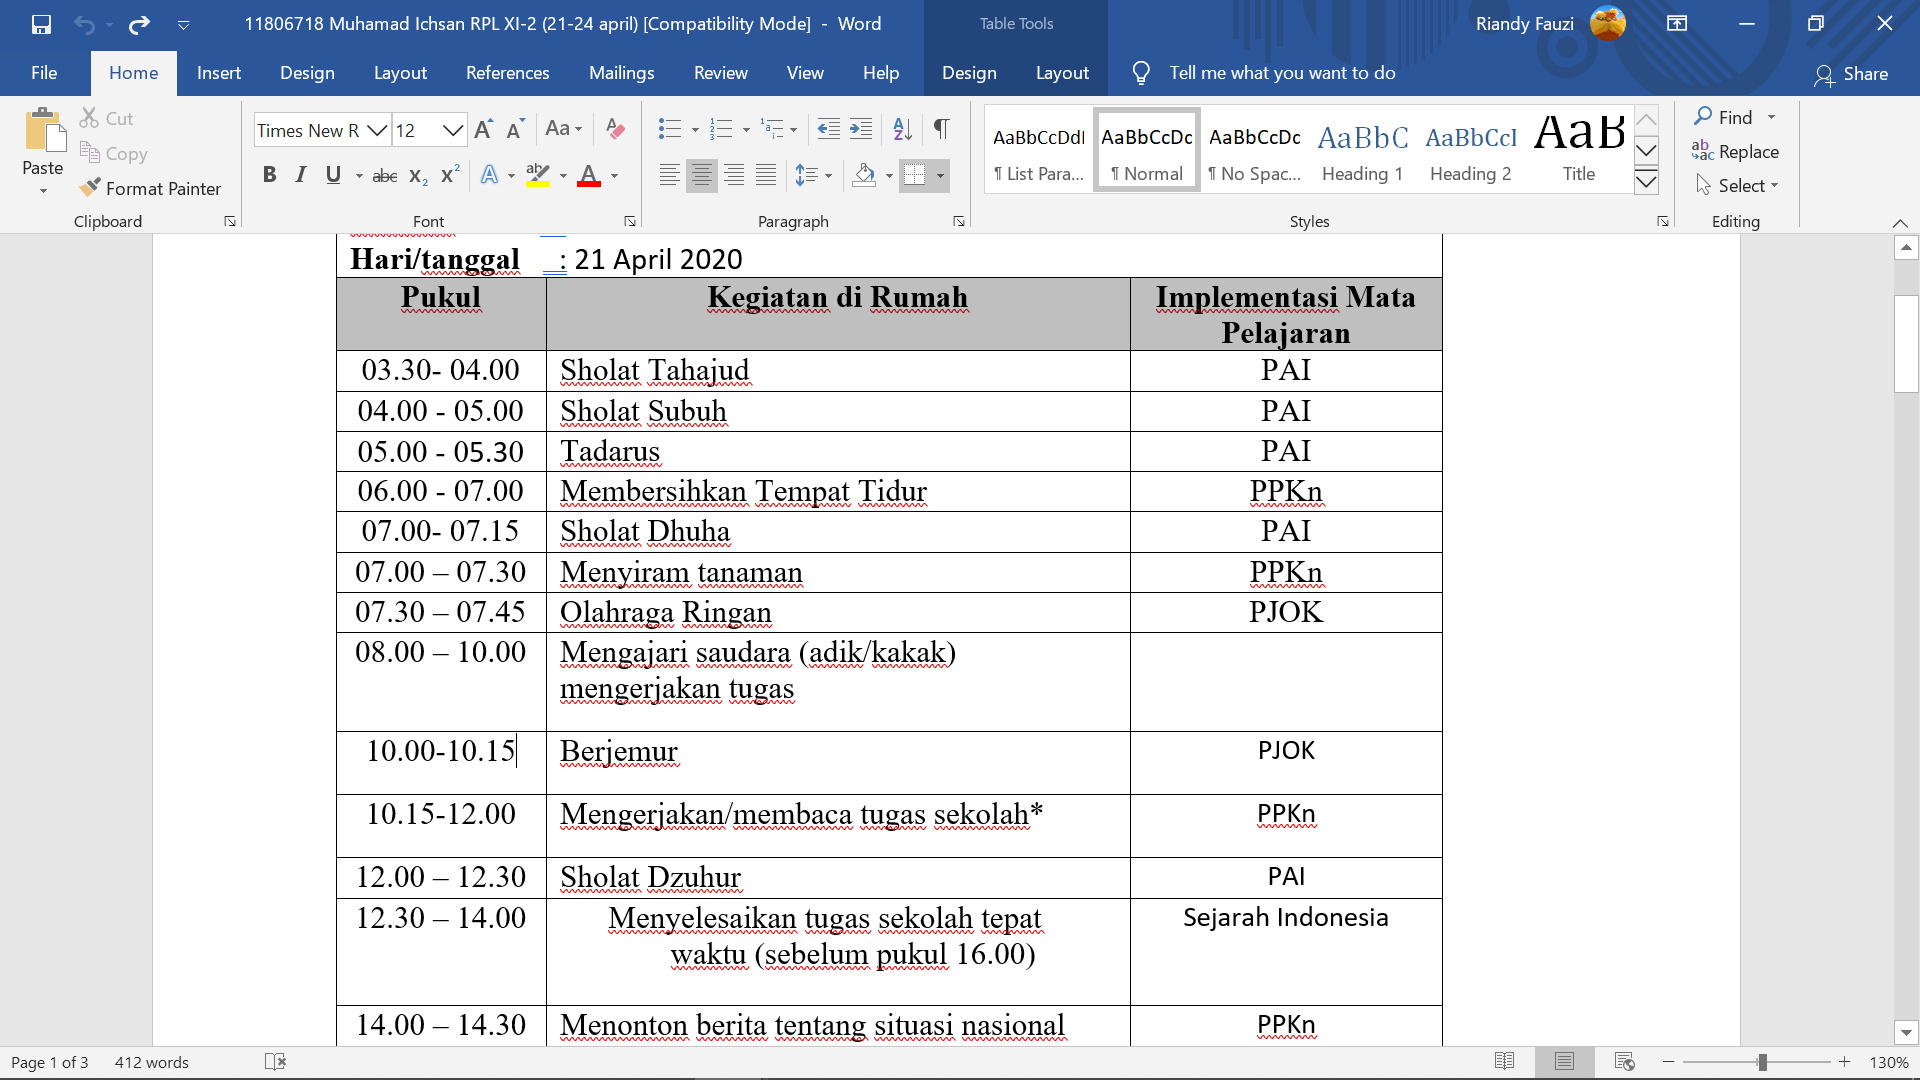 11806718 Muhamad Ichsan RPL XI-2 (21-24 april) [Compatibility Mode] - Word
Table Tools
Riandy Fauzi
File Home Insert Design Layout References Mailings Review View Help Design Layout Tell me what you want to do Share
Paste
Cut
Copy
Format Painter
Clipboard
Times New R 12
Font
Paragraph
AaBbCcDdI AaBbCcDc AaBbCcDc AaBbC AaBbCcI AaB
¶ List Para... ¶ Normal ¶ No Spac... Heading 1 Heading 2 Title
Styles
Find
Replace
Select
Editing
Hari/tanggal : 21 April 2020
Pukul Kegiatan di Rumah Implementasi Mata
Pelajaran
03.30- 04.00 Sholat Tahajud PAI
04.00 - 05.00 Sholat Subuh PAI
05.00 - 05.30 Tadarus PAI
06.00 - 07.00 Membersihkan Tempat Tidur PPKn
07.00- 07.15 Sholat Dhuha PAI
07.00 – 07.30 Menyiram tanaman PPKn
07.30 – 07.45 Olahraga Ringan PJOK
08.00 – 10.00 Mengajari saudara (adik/kakak)
mengerjakan tugas
10.00-10.15 Berjemur PJOK
10.15-12.00 Mengerjakan/membaca tugas sekolah* PPKn
12.00 – 12.30 Sholat Dzuhur PAI
12.30 – 14.00 Menyelesaikan tugas sekolah tepat Sejarah Indonesia
waktu (sebelum pukul 16.00)
14.00 – 14.30 Menonton berita tentang situasi nasional PPKn
Page 1 of 3 412 words 130%